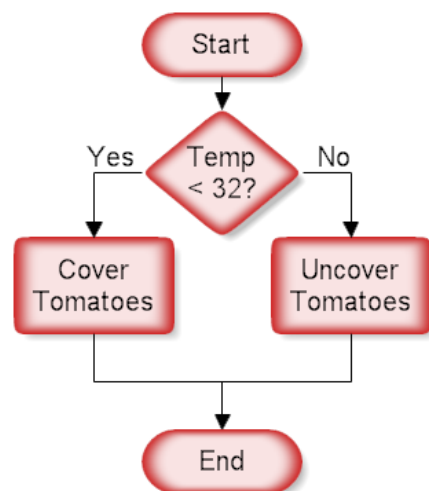 Start
Yes
Temp
< 32?
No
Cover
Tomatoes
Uncover
Tomatoes
End